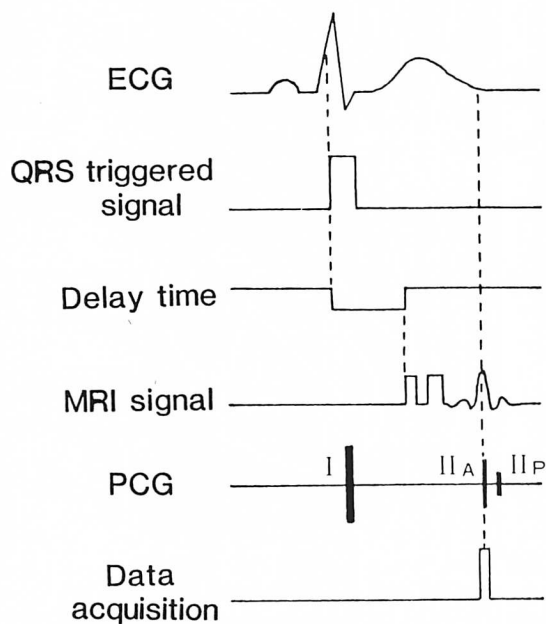 ECG
QRS triggered
signal
Delay time
MRI signal
I
IIA
IIP
PCG
Data
acquisition